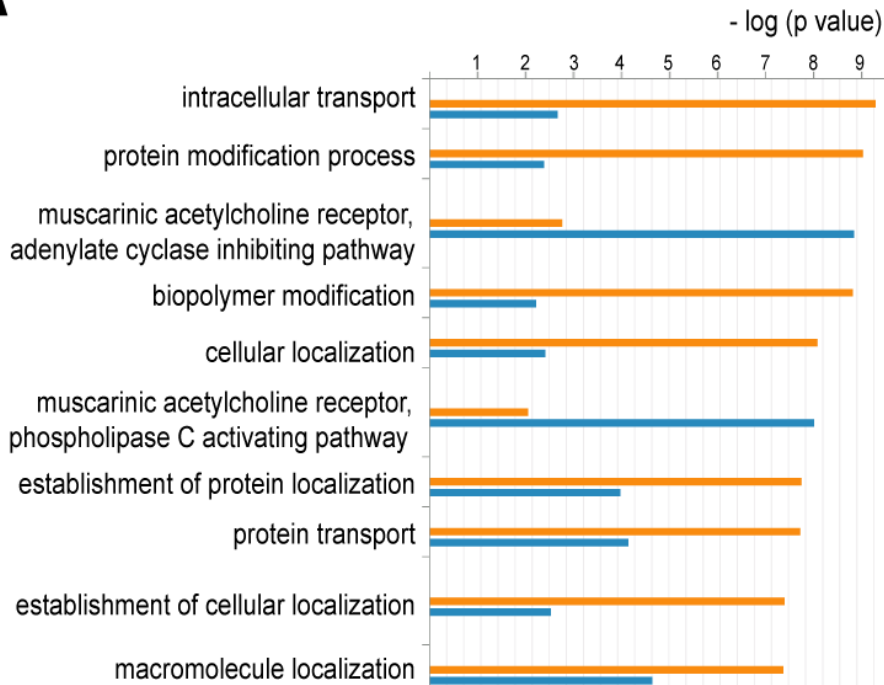 - log (p value)
1 2 3 4 5 6 7 8 9
intracellular transport
protein modification process
muscarinic acetylcholine receptor,
adenylate cyclase inhibiting pathway
biopolymer modification
cellular localization
muscarinic acetylcholine receptor,
phospholipase C activating pathway
establishment of protein localization
protein transport
establishment of cellular localization
macromolecule localization